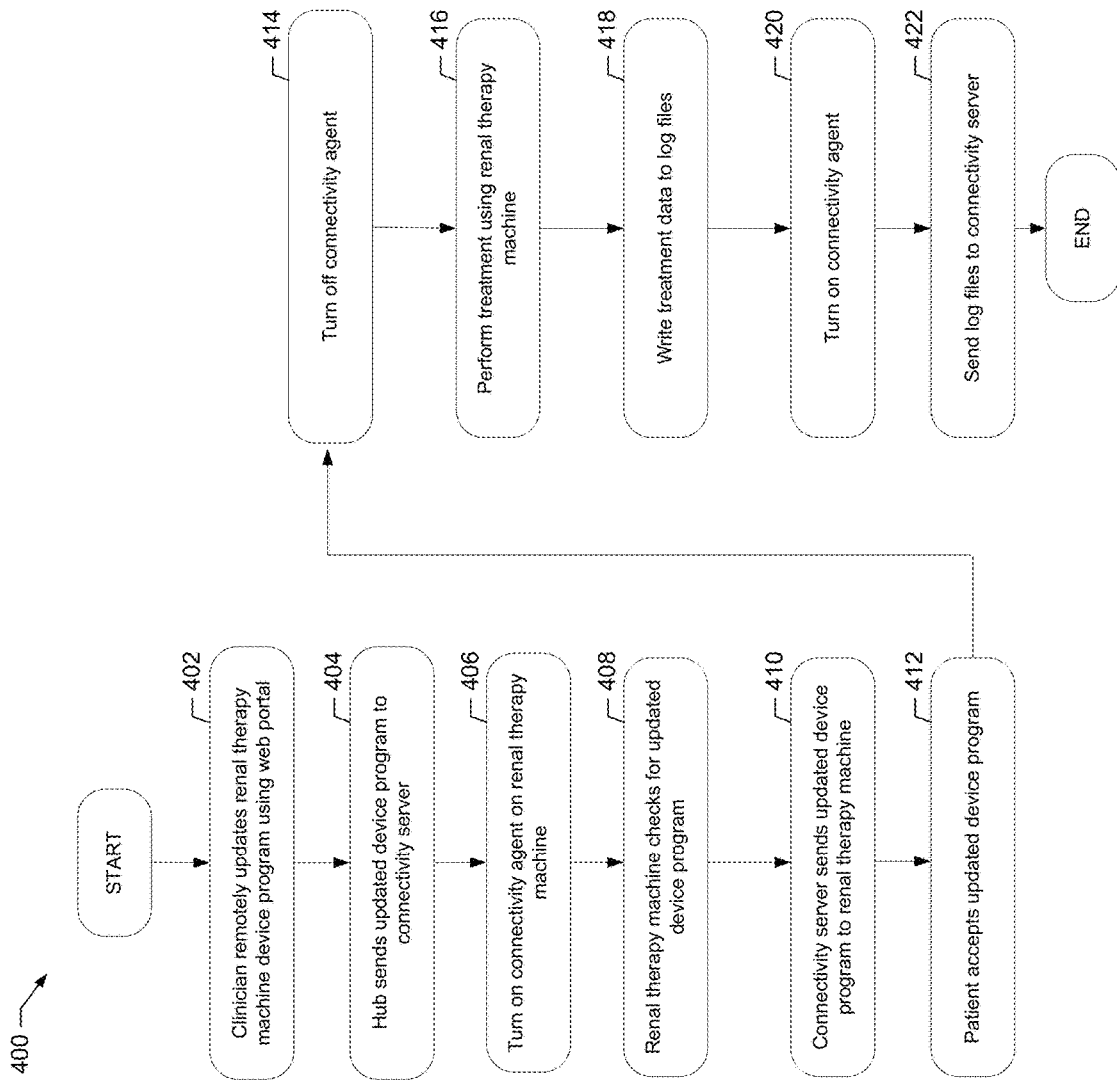 400
START
402
Clinician remotely updates renal therapy
machine device program using web portal
404
Hub sends updated device program to
connectivity server
406
Turn on connectivity agent on renal therapy
machine
408
Renal therapy machine checks for updated
device program
410
Connectivity server sends updated device
program to renal therapy machine
412
Patient accepts updated device program
414
Turn off connectivity agent
416
Perform treatment using renal therapy
machine
418
Write treatment data to log files
420
Turn on connectivity agent
422
Send log files to connectivity server
END